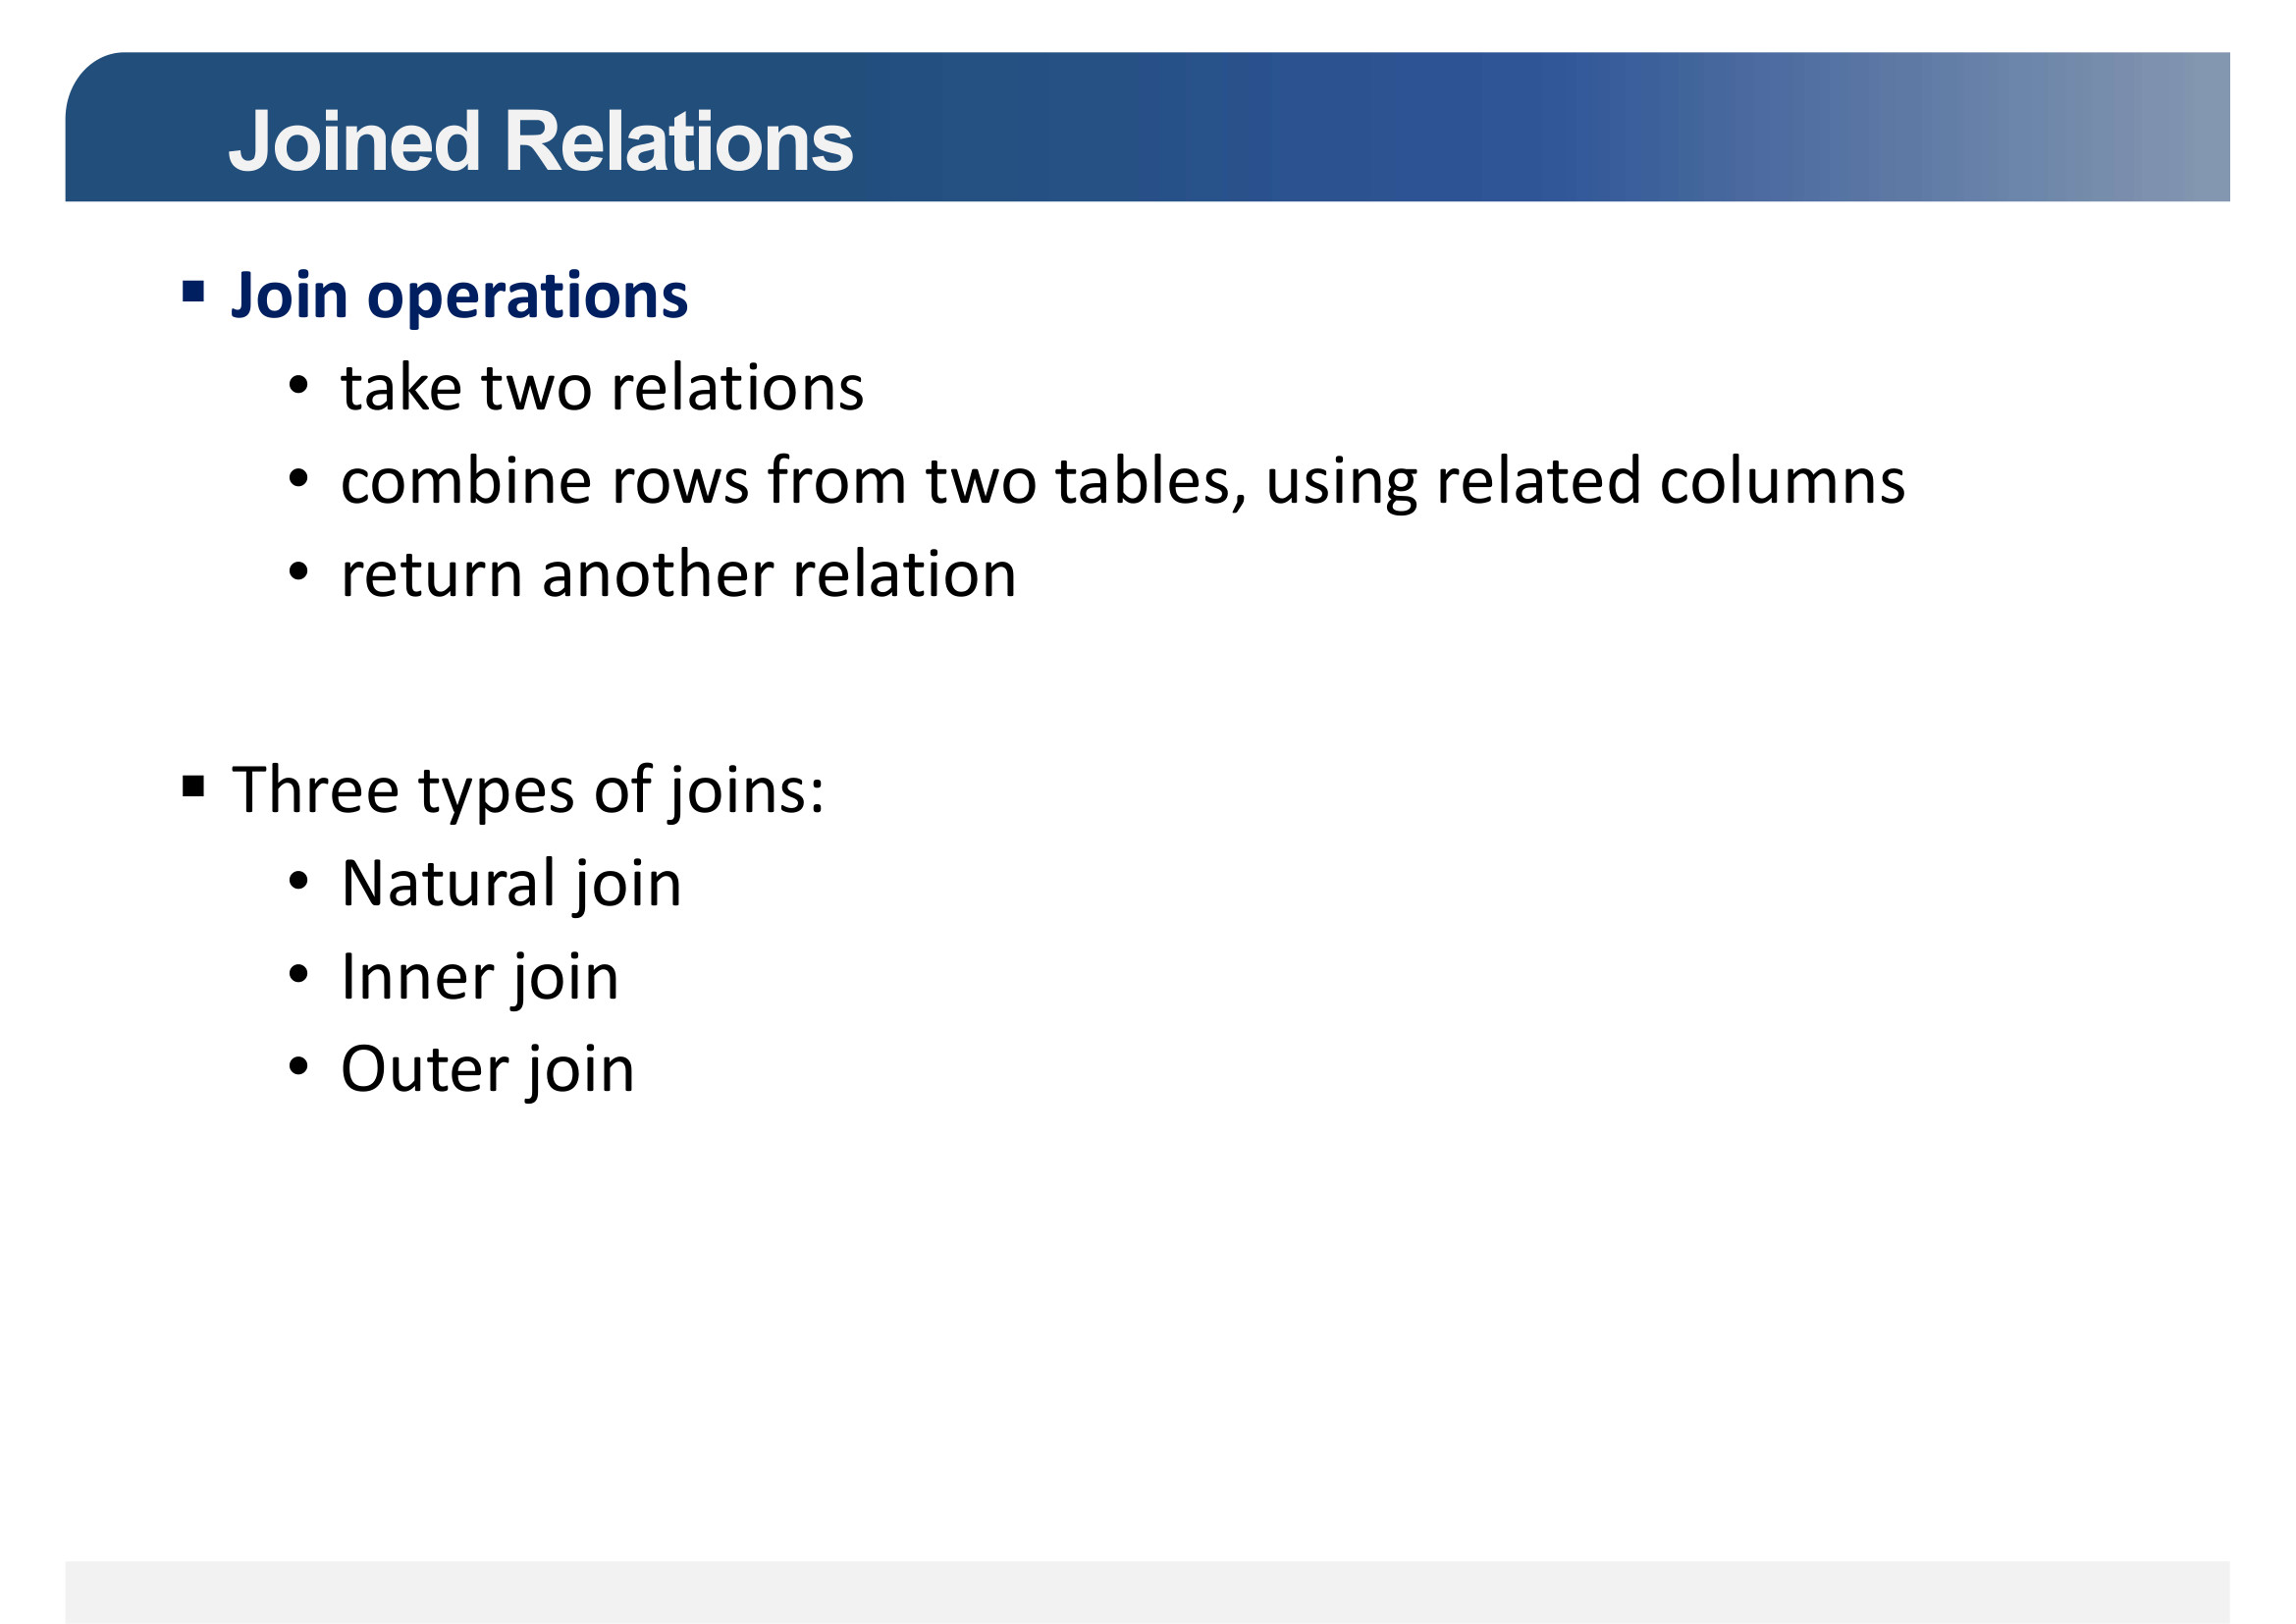 Joined Relations
▪ Join operations
• take two relations
• combine rows from two tables, using related columns
• return another relation
▪ Three types of joins:
• Natural join
• Inner join
• Outer join